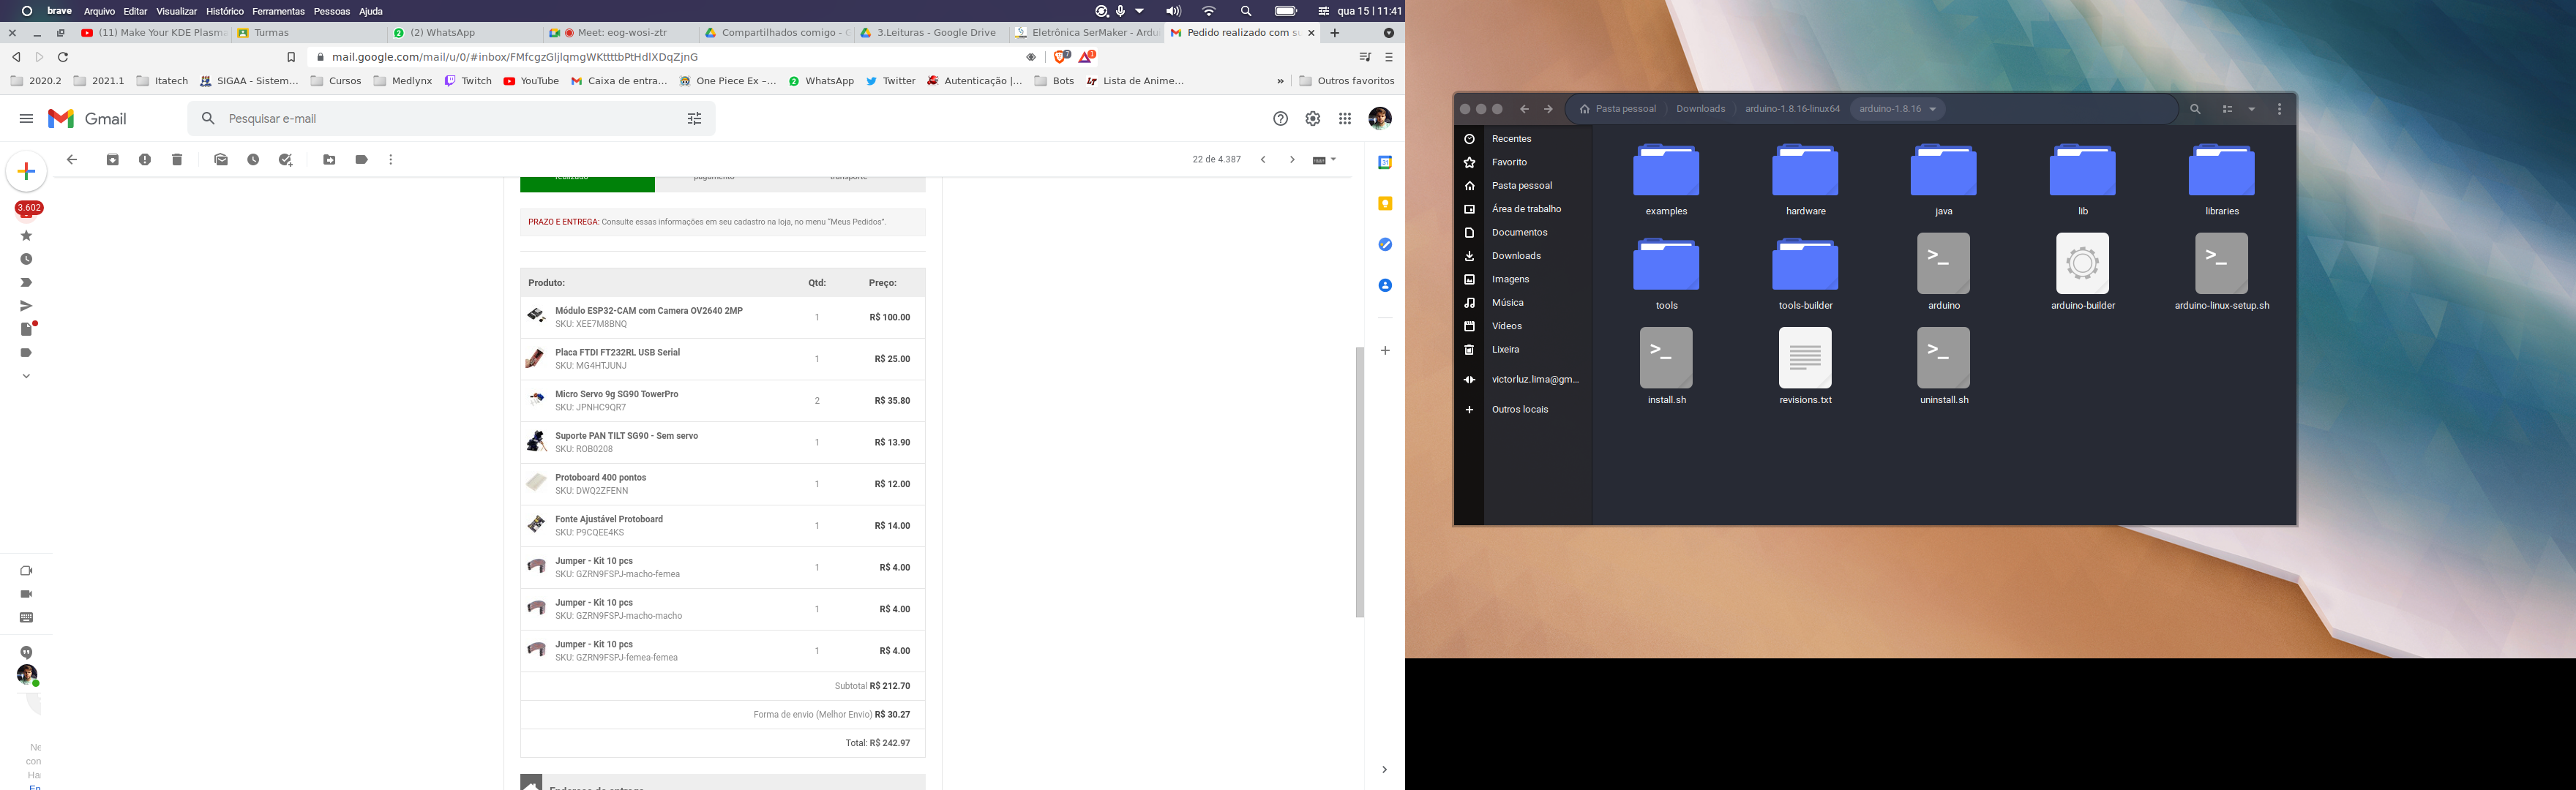 brave Arquivo Editar Visualizar Histórico Ferramentas Pessoas Ajuda
qua 15 | 11:41
(11) Make Your KDE Plasma
Turmas
(2) WhatsApp
Meet: eog-wosi-ztr
Compartilhados comigo -
3.Leituras - Google Drive
Eletrônica SerMaker - Ardu
Pedido realizado com su
mail.google.com/mail/u/0/#inbox/FMfcgzGljlqmgWKttttbPtHdlXDqZjnG
2020.2
2021.1
Itatech
SIGAA - Sistem...
Cursos
Medlynx
Twitch
YouTube
Caixa de entra...
One Piece Ex –...
WhatsApp
Twitter
Autenticação |...
Bots
Lista de Anime...
»
Outros favoritos
Gmail
Pesquisar e-mail
22 de 4.387
3.602
realizado
pagamento
transporte
PRAZO E ENTREGA: Consulte essas informações em seu cadastro na loja, no menu "Meus Pedidos".
Produto: Qtd: Preço:
Módulo ESP32-CAM com Camera OV2640 2MP
SKU: XEE7M8BNQ
1 R$ 100.00
Placa FTDI FT232RL USB Serial
SKU: MG4HTJUNJ
1 R$ 25.00
Micro Servo 9g SG90 TowerPro
SKU: JPNHC9QR7
2 R$ 35.80
Suporte PAN TILT SG90 - Sem servo
SKU: ROB0208
1 R$ 13.90
Protoboard 400 pontos
SKU: DWQ2ZFENN
1 R$ 12.00
Fonte Ajustável Protoboard
SKU: P9CQEE4KS
1 R$ 14.00
Jumper - Kit 10 pcs
SKU: GZRN9FSPJ-macho-femea
1 R$ 4.00
Jumper - Kit 10 pcs
SKU: GZRN9FSPJ-macho-macho
1 R$ 4.00
Jumper - Kit 10 pcs
SKU: GZRN9FSPJ-femea-femea
1 R$ 4.00
Subtotal R$ 212.70
Forma de envio (Melhor Envio) R$ 30.27
Total: R$ 242.97
Ne
con
Ha
En
Pasta pessoal
Downloads
arduino-1.8.16-linux64
arduino-1.8.16
Recentes
Favorito
Pasta pessoal
Área de trabalho
Documentos
Downloads
Imagens
Música
Vídeos
Lixeira
victorluz.lima@gm...
Outros locais
examples
hardware
java
lib
libraries
tools
tools-builder
arduino
arduino-builder
arduino-linux-setup.sh
install.sh
revisions.txt
uninstall.sh